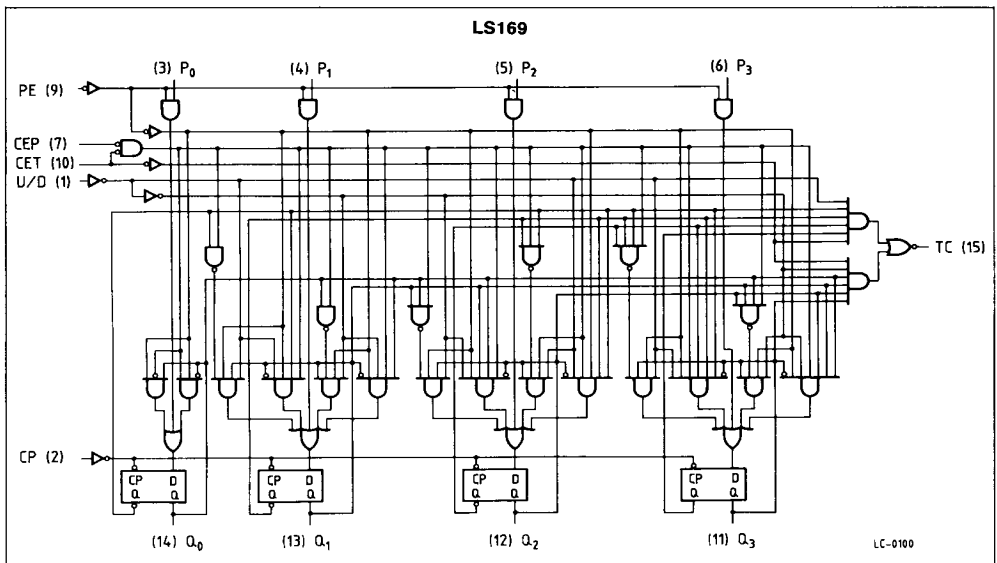 LS169
(3) P₀
(4) P₁
(5) P₂
(6) P₃
PE (9)
CEP (7)
CET (10)
U/D (1)
TC (15)
CP (2)
CP D
Q Q
CP D
Q Q
CP D
Q Q
CP D
Q Q
(14) Q₀
(13) Q₁
(12) Q₂
(11) Q₃
LC-0100